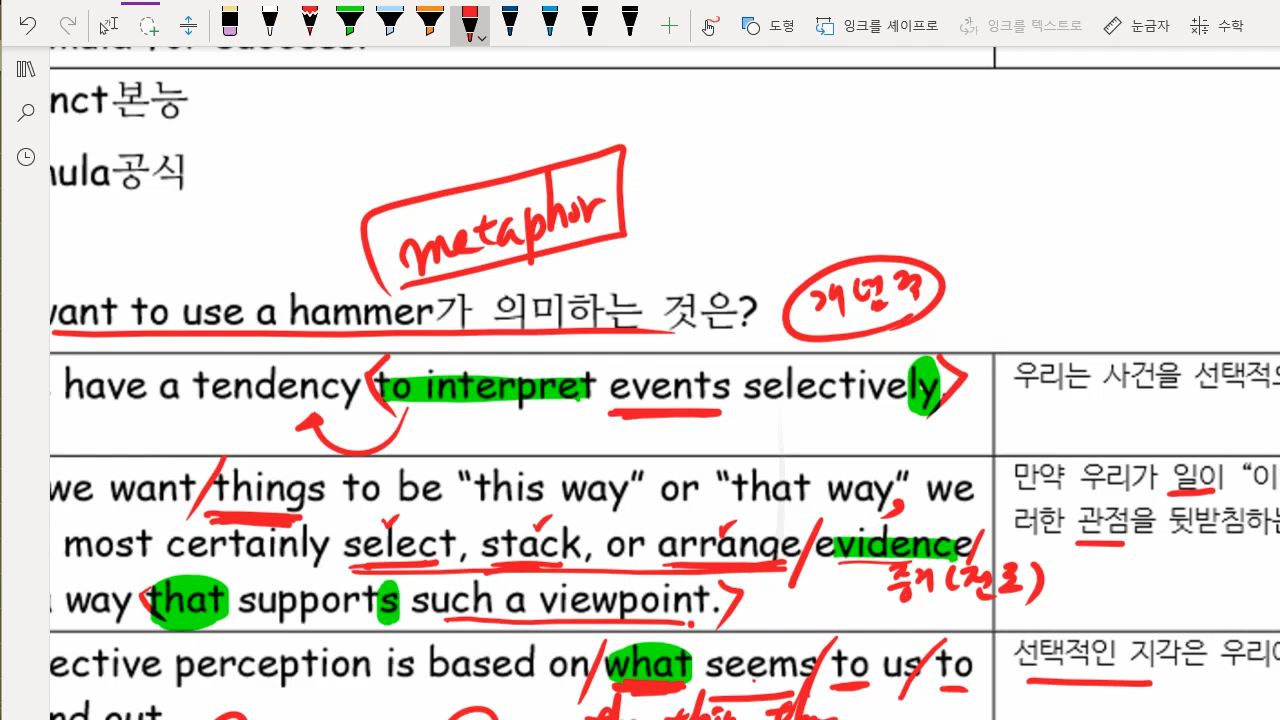 도형 잉크를 셰이프로 잉크를 텍스트로 눈금자 수학
nct본능
ula공식
metaphor
want to use a hammer가 의미하는 것은?
개념적
have a tendency to interpret events selectively.
우리는 사건을 선택적으
we want things to be “this way” or “that way,” we
most certainly select, stack, or arrange evidence
증거(전로)
way that supports such a viewpoint.
만약 우리가 일이 “이
러한 관점을 뒷받침하는
ective perception is based on what seems to us to
nd out
선택적인 지각은 우리에